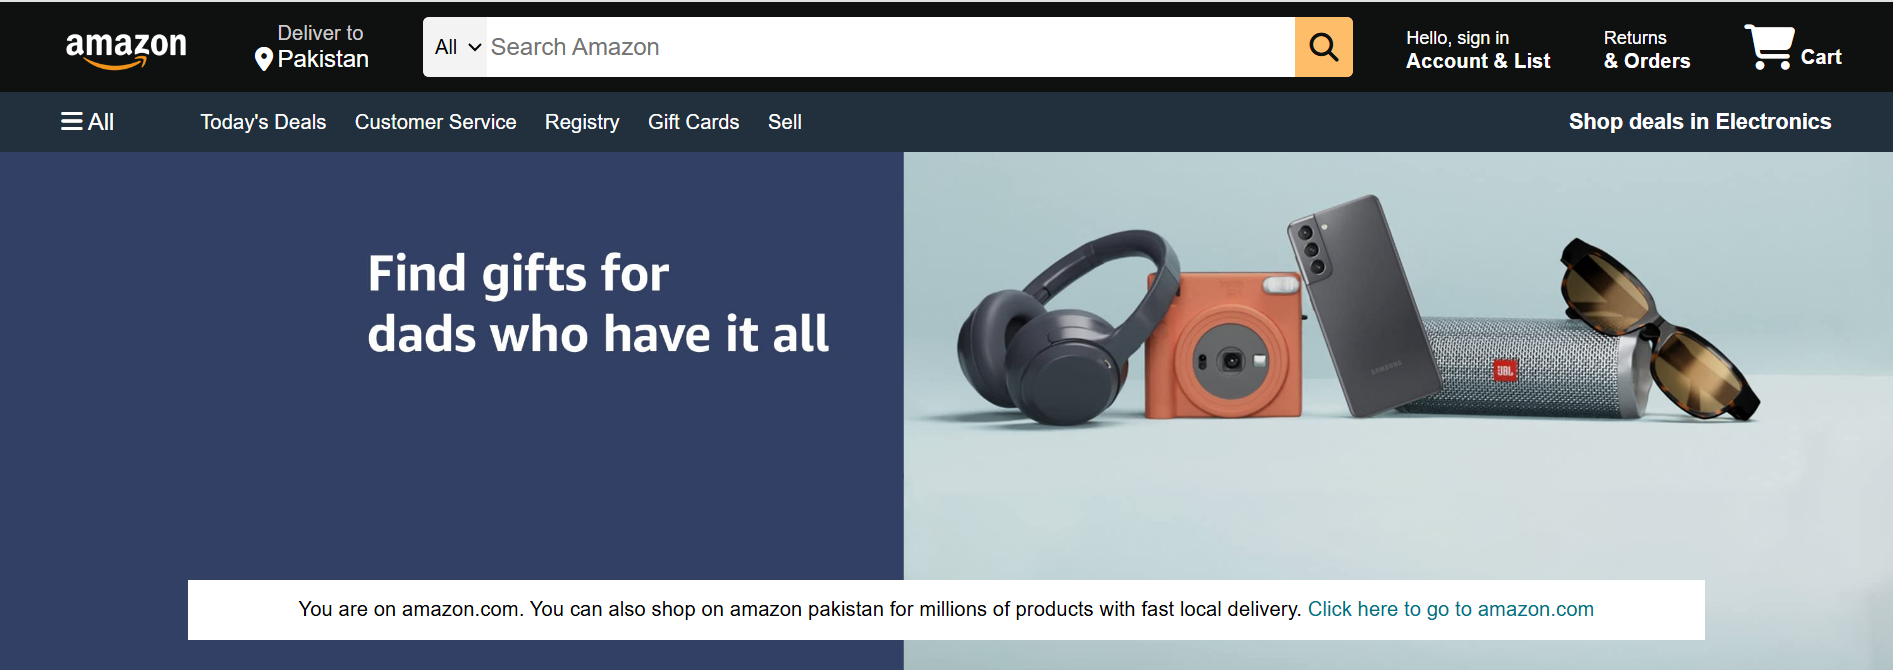 amazon
Deliver to
Pakistan
All
Search Amazon
Hello, sign in
Account & List
Returns
& Orders
Cart
All
Today's Deals
Customer Service
Registry
Gift Cards
Sell
Shop deals in Electronics
Find gifts for
dads who have it all
SAMSUNG
JBL
You are on amazon.com. You can also shop on amazon pakistan for millions of products with fast local delivery. Click here to go to amazon.com